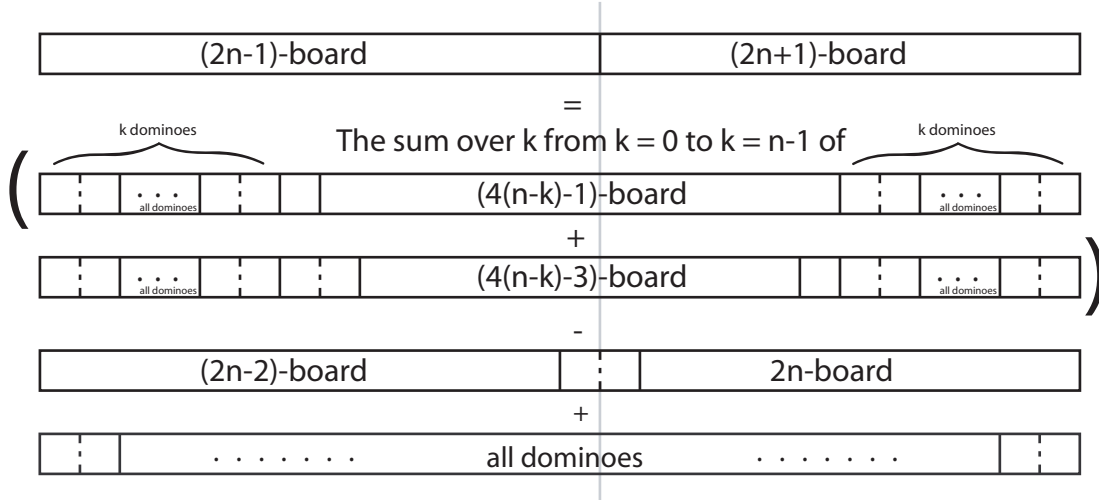 (2n-1)-board (2n+1)-board
=
k dominoes k dominoes
The sum over k from k = 0 to k = n-1 of
( . . . (4(n-k)-1)-board . . .
all dominoes all dominoes
+
. . . (4(n-k)-3)-board . . . )
all dominoes all dominoes
-
(2n-2)-board 2n-board
+
. . . . . . . all dominoes . . . . . . .